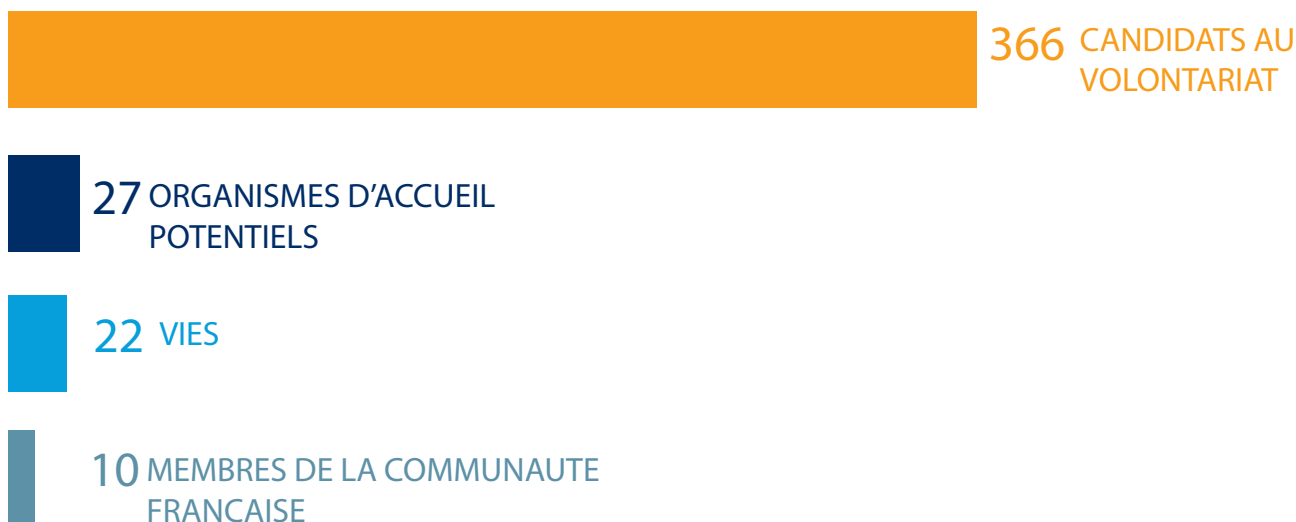 366 CANDIDATS AU
VOLONTARIAT
27 ORGANISMES D'ACCUEIL
POTENTIELS
22 VIES
10 MEMBRES DE LA COMMUNAUTE
FRANCAISE